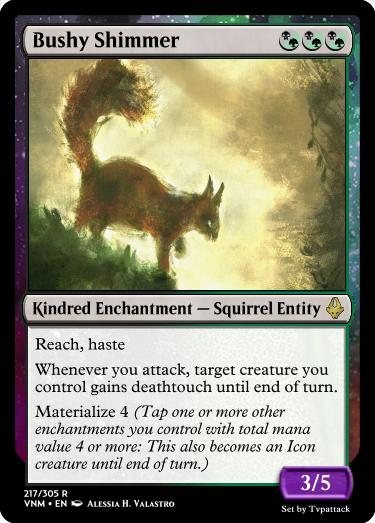 Bushy Shimmer
Kindred Enchantment — Squirrel Entity
Reach, haste
Whenever you attack, target creature you
control gains deathtouch until end of turn.
Materialize 4 (Tap one or more other
enchantments you control with total mana
value 4 or more: This also becomes an Icon
creature until end of turn.)
3/5
217/305 R
VNM • EN Alessia H. Valastro
Set by Tvpattack